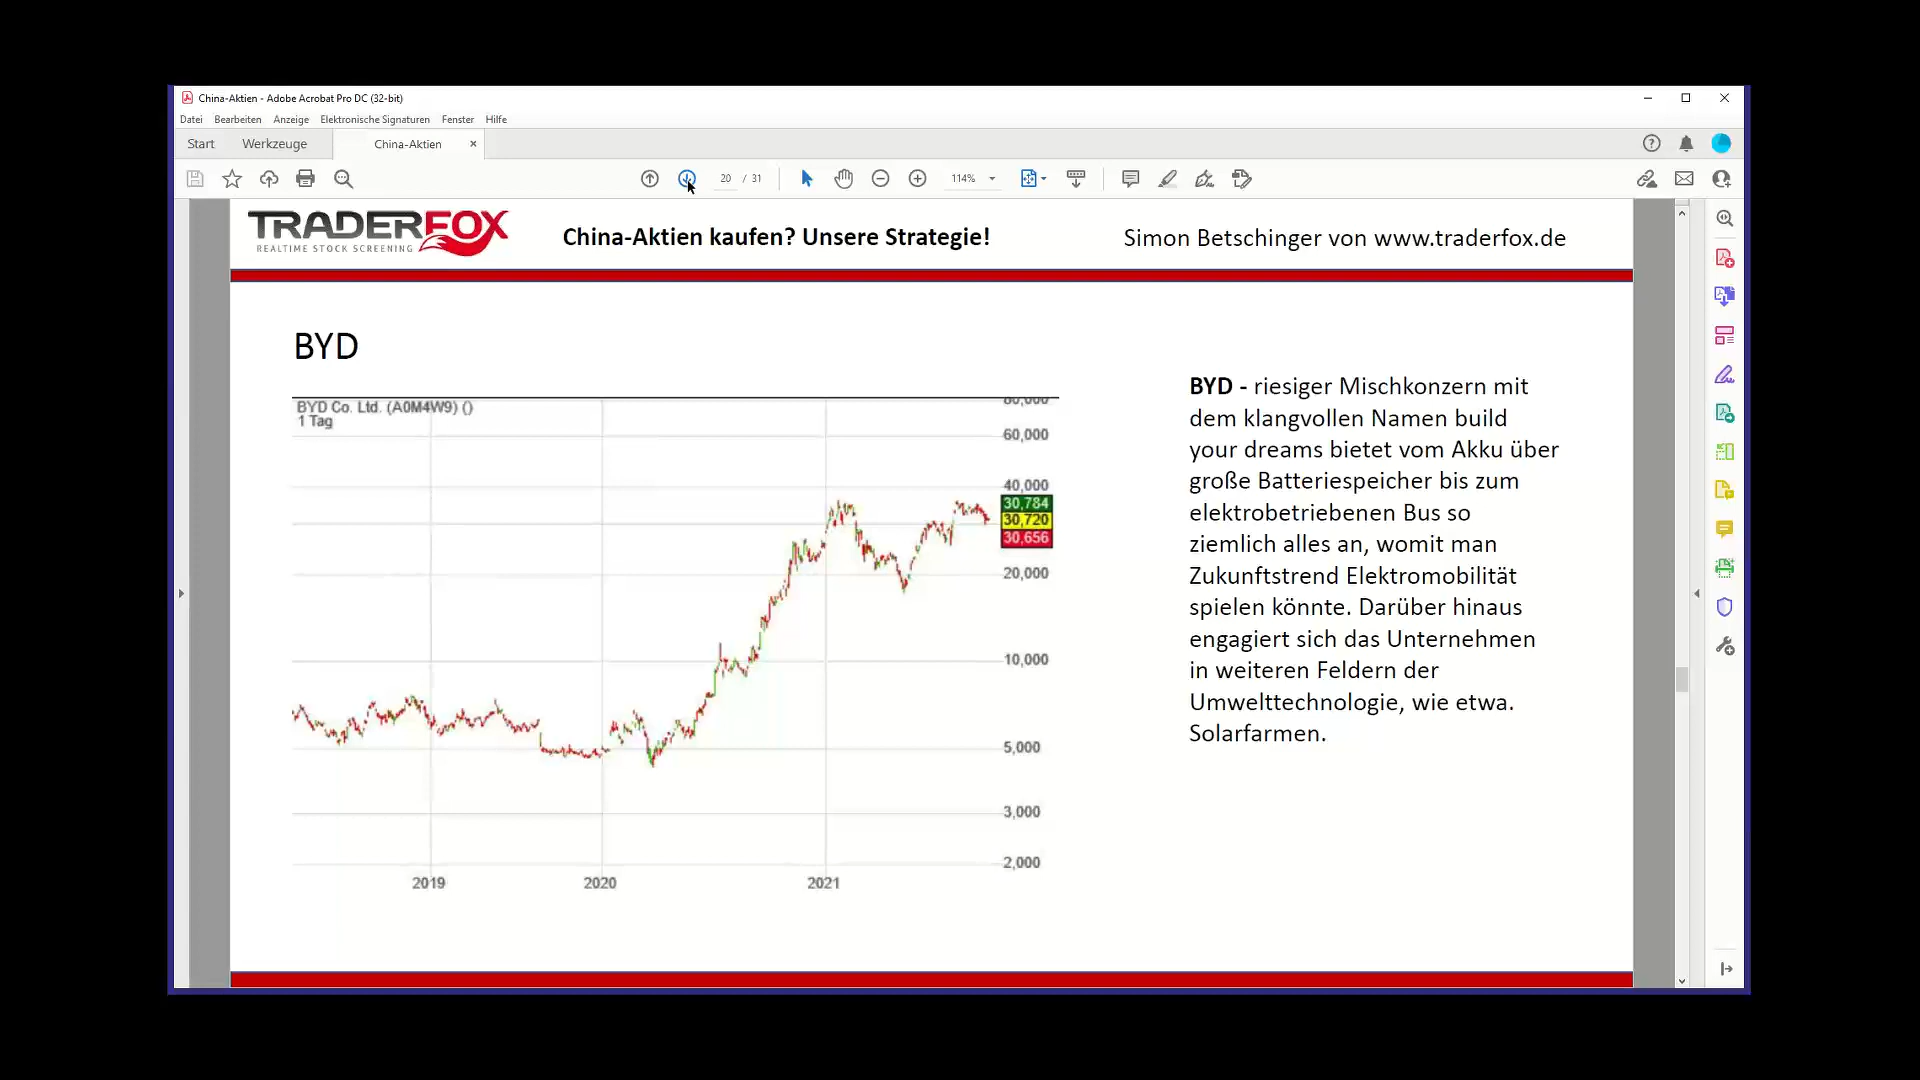 China-Aktien - Adobe Acrobat Pro DC (32-bit)
Datei Bearbeiten Anzeige Elektronische Signaturen Fenster Hilfe
Start Werkzeuge China-Aktien ×
20 / 31 114%
TRADERFOX
REALTIME STOCK SCREENING
China-Aktien kaufen? Unsere Strategie!
Simon Betschinger von www.traderfox.de
BYD
BYD Co. Ltd. (A0M4W9) ()
1 Tag
80,000
60,000
40,000
30,784
30,720
30,656
20,000
10,000
5,000
3,000
2,000
2019 2020 2021
BYD - riesiger Mischkonzern mit
dem klangvollen Namen build
your dreams bietet vom Akku über
große Batteriespeicher bis zum
elektrobetriebenen Bus so
ziemlich alles an, womit man
Zukunftstrend Elektromobilität
spielen könnte. Darüber hinaus
engagiert sich das Unternehmen
in weiteren Feldern der
Umwelttechnologie, wie etwa.
Solarfarmen.